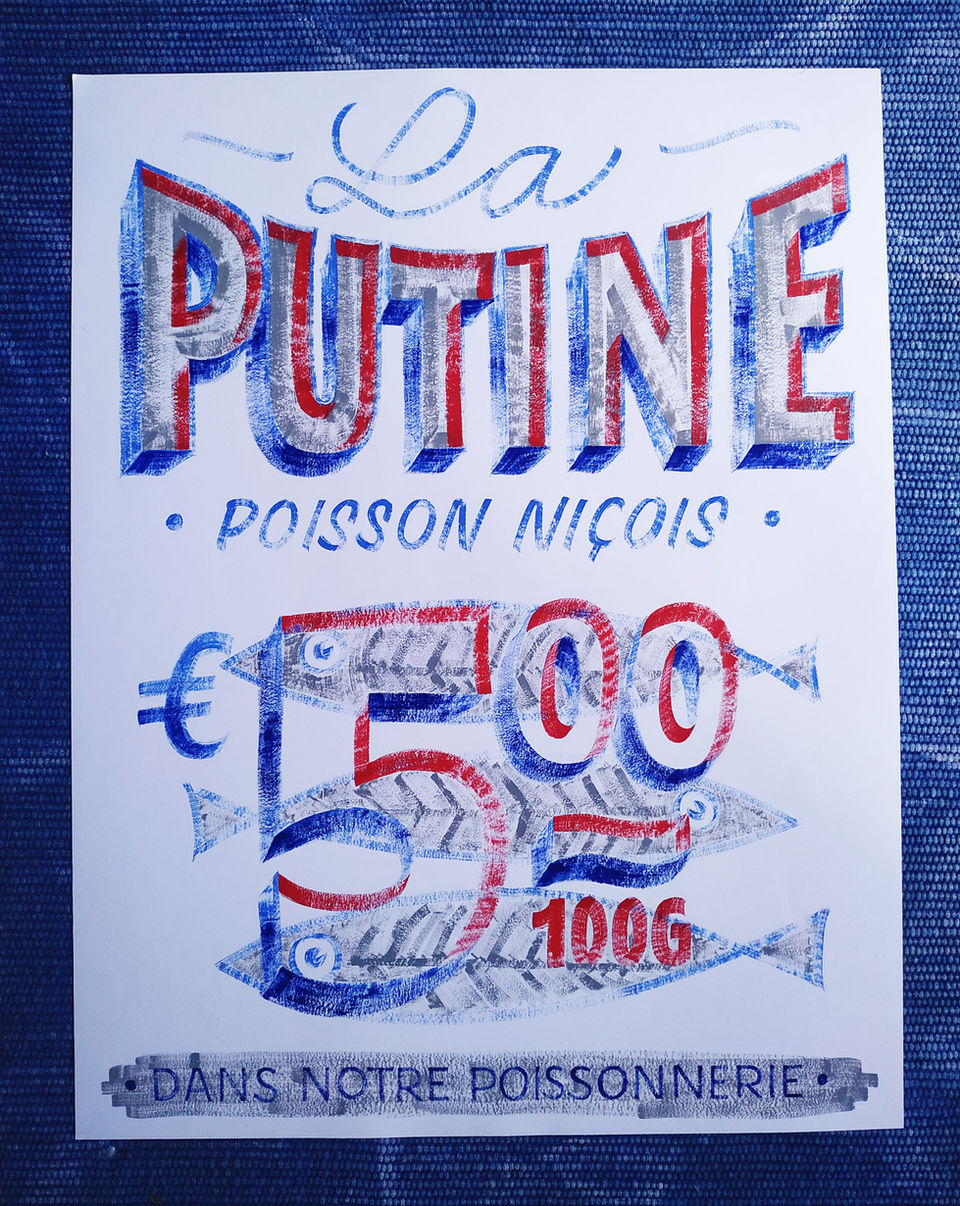 La
PUTINE
• POISSON NIÇOIS •
€ 5.00
100G
• DANS NOTRE POISSONNERIE •